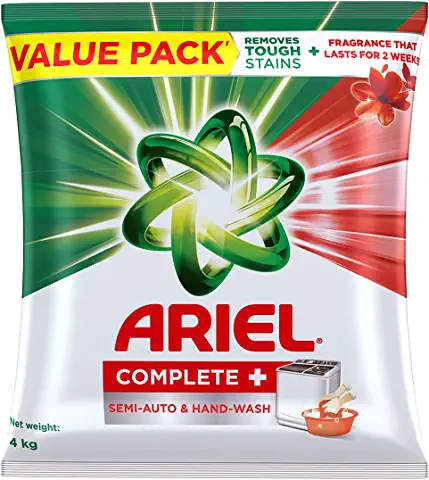 VALUE PACK*
REMOVES
TOUGH
STAINS
+
FRAGRANCE THAT
LASTS FOR 2 WEEKS
ARIEL®
COMPLETE +
SEMI-AUTO & HAND-WASH
Net weight:
4 kg